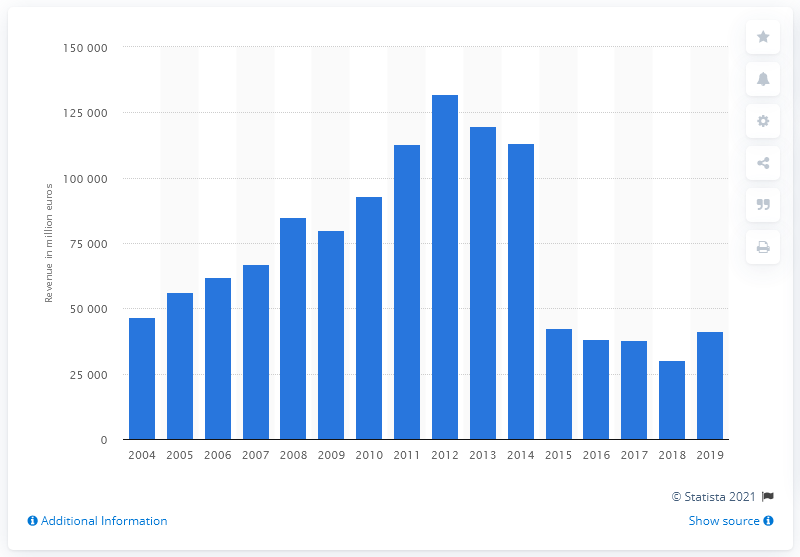 150 000
125 000
100 000
75 000
50 000
25 000
0
Revenue in million euros
2004 2005 2006 2007 2008 2009 2010 2011 2012 2013 2014 2015 2016 2017 2018 2019
© Statista 2021
Additional Information
Show source